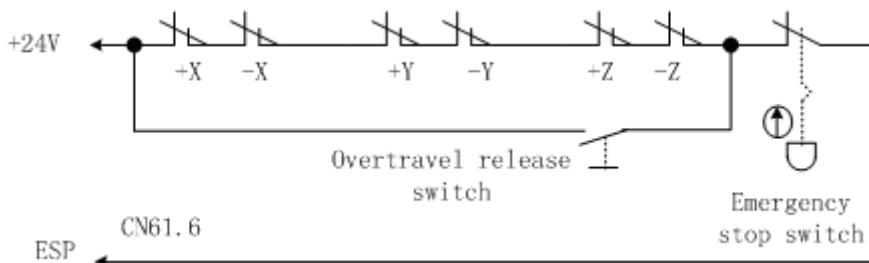 +24V
+X
-X
+Y
-Y
+Z
-Z
Overtravel release
switch
Emergency
stop switch
CN61.6
ESP